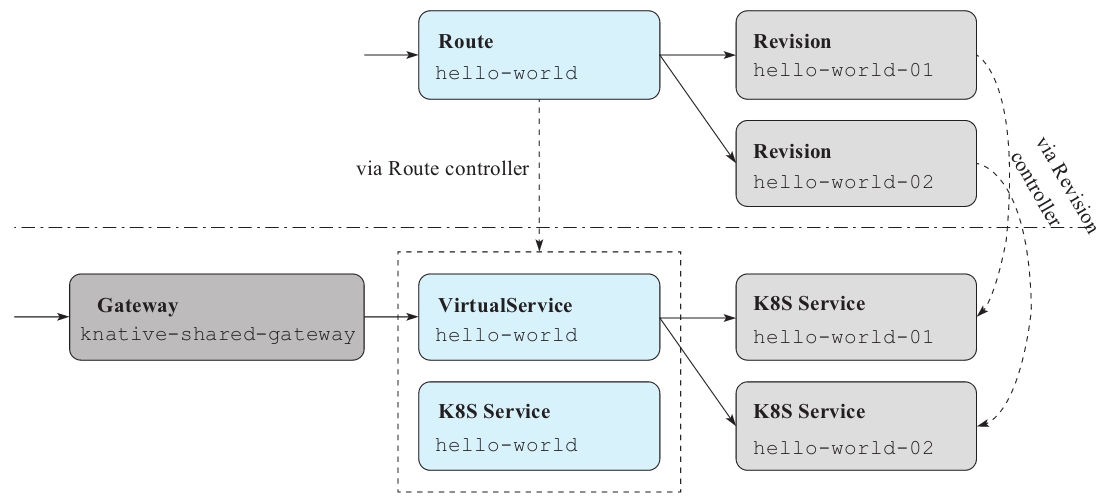 Route
hello-world
Revision
hello-world-01
Revision
hello-world-02
via Route controller
via Revision
controller
Gateway
knative-shared-gateway
VirtualService
hello-world
K8S Service
hello-world-01
K8S Service
hello-world
K8S Service
hello-world-02